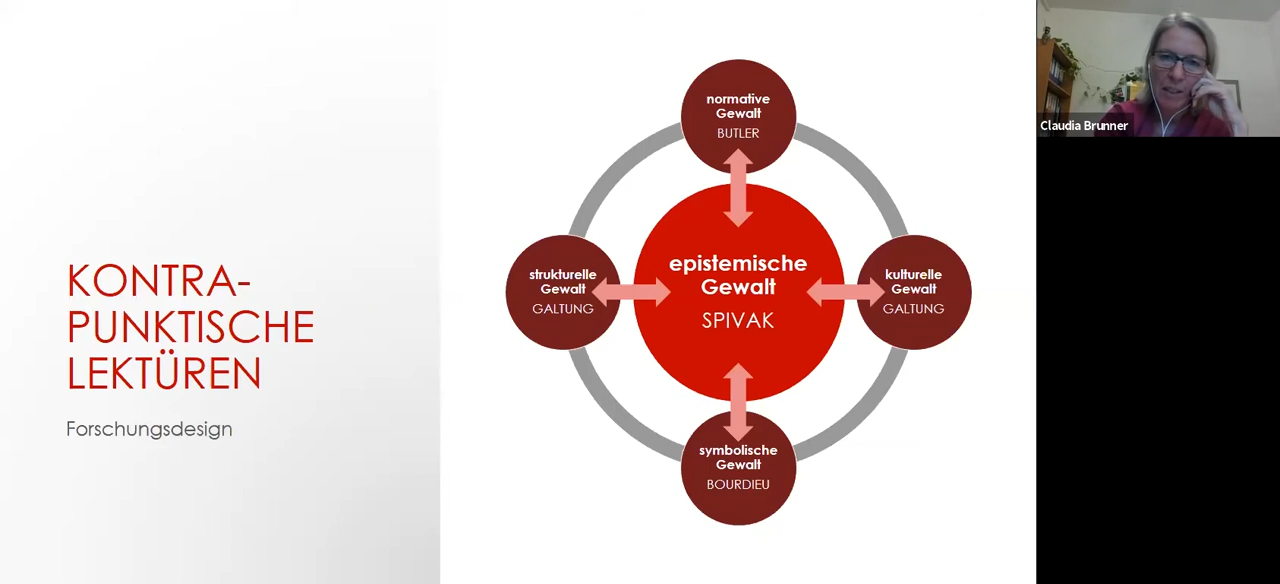 KONTRA-
PUNKTISCHE
LEKTÜREN
Forschungsdesign
normative
Gewalt
BUTLER
strukturelle
Gewalt
GALTUNG
epistemische
Gewalt
SPIVAK
kulturelle
Gewalt
GALTUNG
symbolische
Gewalt
BOURDIEU
Claudia Brunner